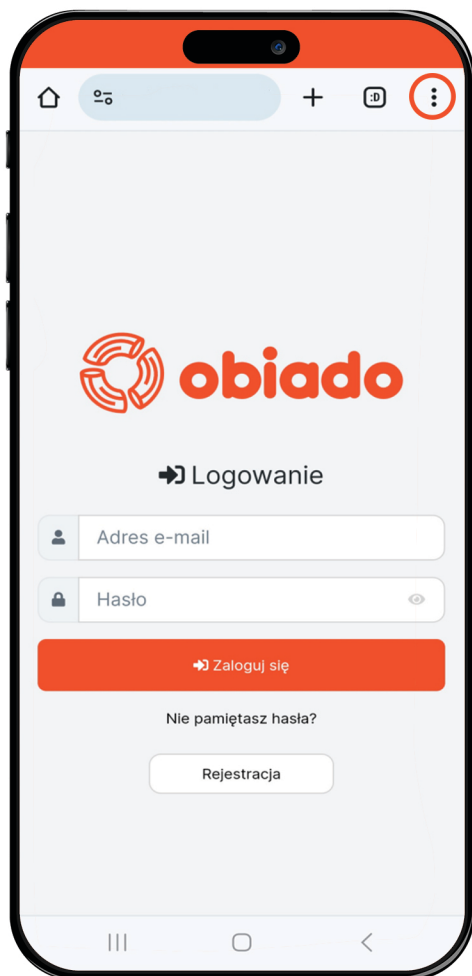 :D
obiado
Logowanie
Adres e-mail
Hasło
Zaloguj się
Nie pamiętasz hasła?
Rejestracja